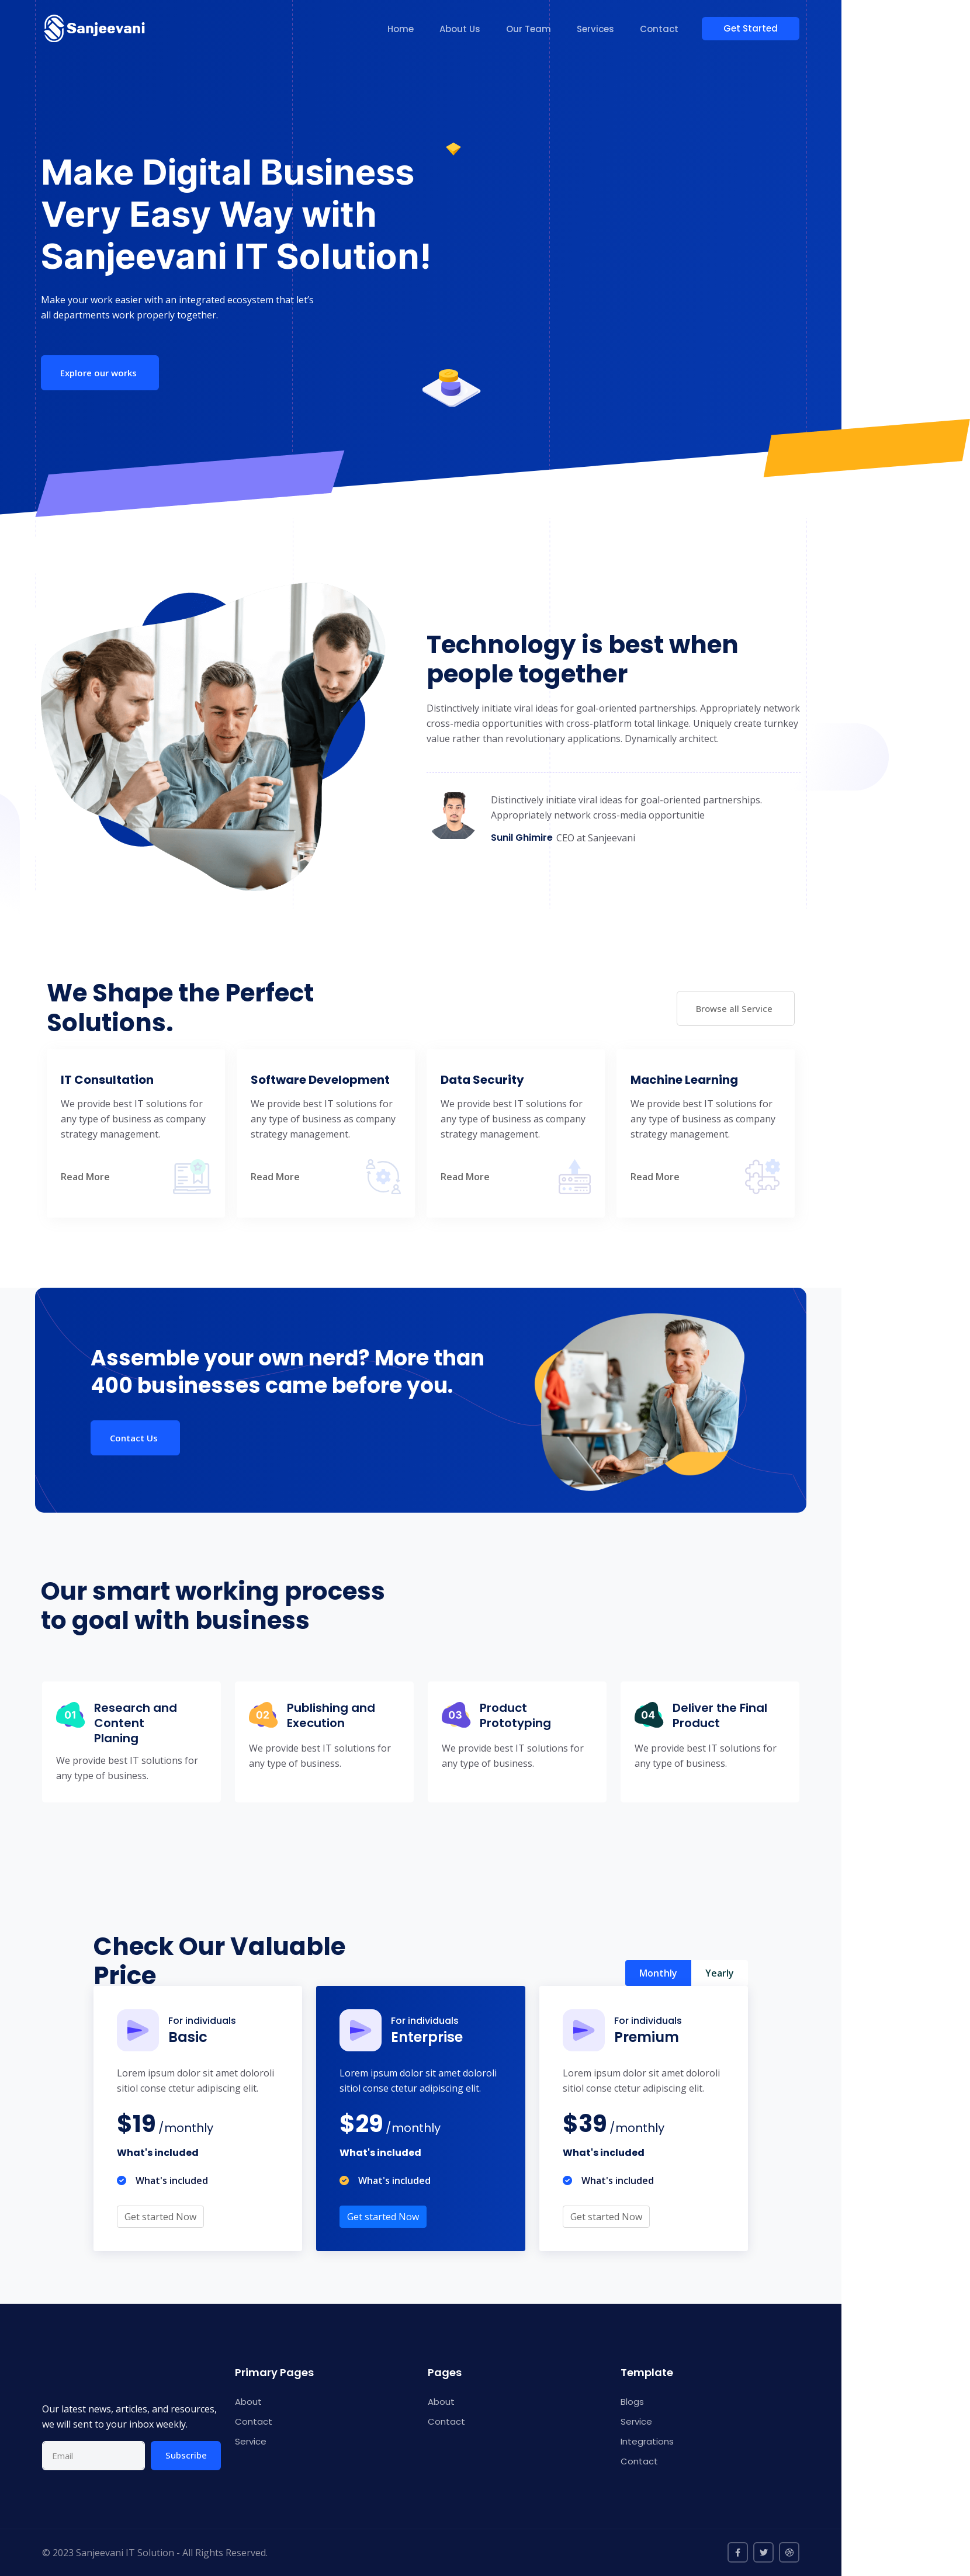 Sanjeevani
Home About Us Our Team Services Contact Get Started
Make Digital Business
Very Easy Way with
Sanjeevani IT Solution!
Make your work easier with an integrated ecosystem that let's
all departments work properly together.
Explore our works
Technology is best when
people together
Distinctively initiate viral ideas for goal-oriented partnerships. Appropriately network
cross-media opportunities with cross-platform total linkage. Uniquely create turnkey
value rather than revolutionary applications. Dynamically architect.
Distinctively initiate viral ideas for goal-oriented partnerships.
Appropriately network cross-media opportunitie
Sunil Ghimire CEO at Sanjeevani
We Shape the Perfect
Solutions.
Browse all Service
IT Consultation
We provide best IT solutions for
any type of business as company
strategy management.
Read More
Software Development
We provide best IT solutions for
any type of business as company
strategy management.
Read More
Data Security
We provide best IT solutions for
any type of business as company
strategy management.
Read More
Machine Learning
We provide best IT solutions for
any type of business as company
strategy management.
Read More
Assemble your own nerd? More than
400 businesses came before you.
Contact Us
Our smart working process
to goal with business
01
Research and
Content
Planing
We provide best IT solutions for
any type of business.
02
Publishing and
Execution
We provide best IT solutions for
any type of business.
03
Product
Prototyping
We provide best IT solutions for
any type of business.
04
Deliver the Final
Product
We provide best IT solutions for
any type of business.
Check Our Valuable
Price
Monthly Yearly
For individuals
Basic
Lorem ipsum dolor sit amet doloroli
sitiol conse ctetur adipiscing elit.
$19 /monthly
What's included
What's included
Get started Now
For individuals
Enterprise
Lorem ipsum dolor sit amet doloroli
sitiol conse ctetur adipiscing elit.
$29 /monthly
What's included
What's included
Get started Now
For individuals
Premium
Lorem ipsum dolor sit amet doloroli
sitiol conse ctetur adipiscing elit.
$39 /monthly
What's included
What's included
Get started Now
Our latest news, articles, and resources,
we will sent to your inbox weekly.
Email Subscribe
Primary Pages
About
Contact
Service
Pages
About
Contact
Template
Blogs
Service
Integrations
Contact
© 2023 Sanjeevani IT Solution - All Rights Reserved.